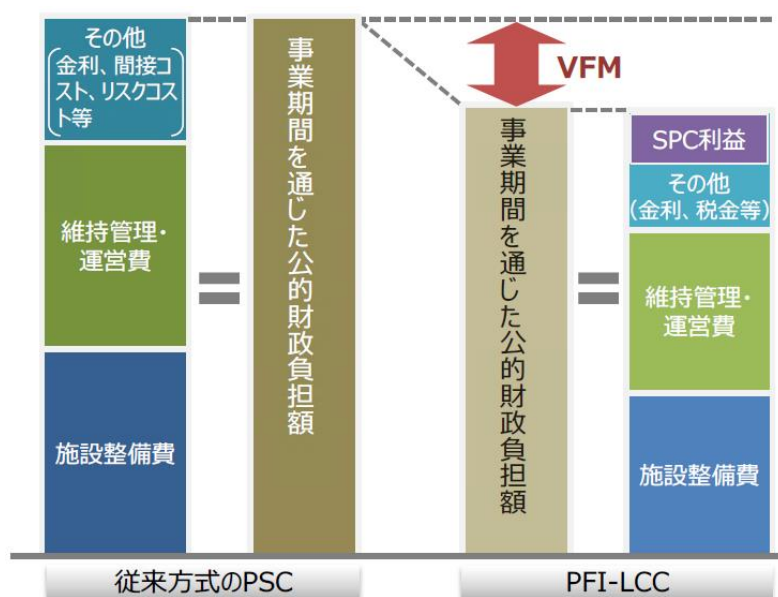 その他
金利、間接コ
スト、リスクコス
ト等
維持管理・
運営費
施設整備費
事業期間を通じた公的財政負担額
VFM
事業期間を通じた公的財政負担額
SPC利益
その他
（金利、税金等）
維持管理・
運営費
施設整備費
従来方式のPSC
PFI-LCC